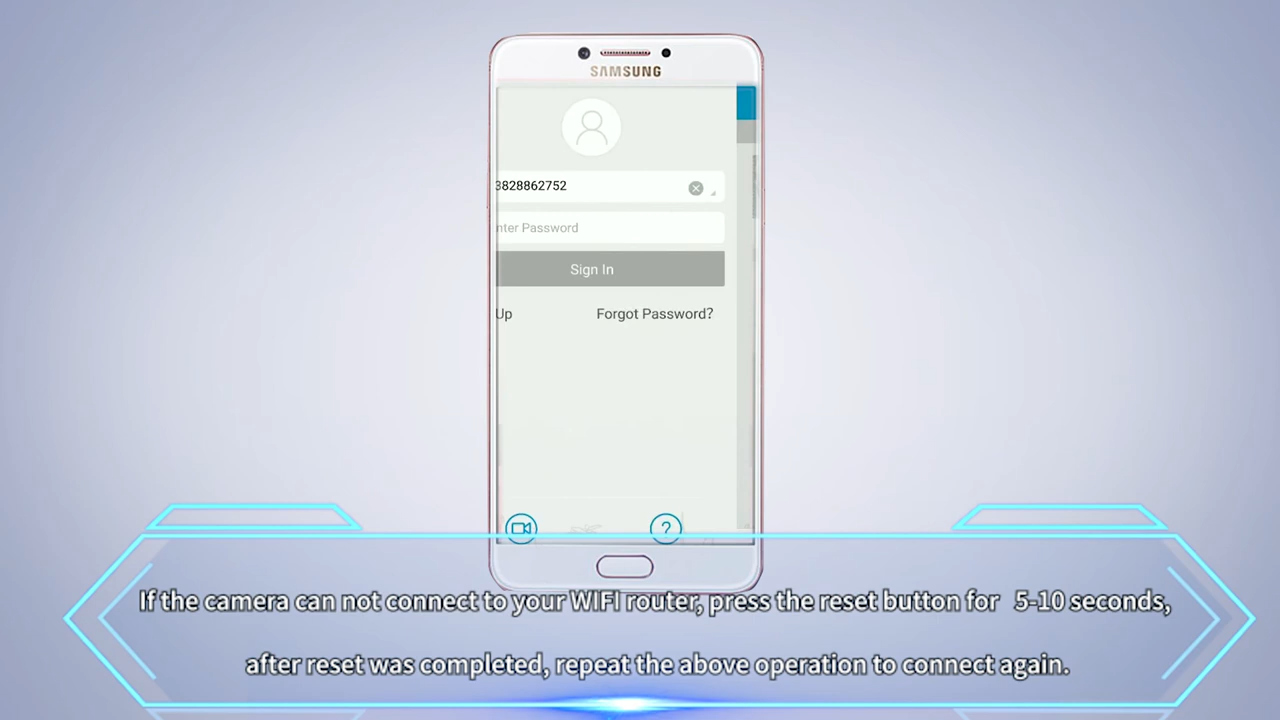 SAMSUNG
3828862752
nter Password
Sign In
Up
Forgot Password?
?
If the camera can not connect to your WIFI router, press the reset button for 5-10 seconds,
after reset was completed, repeat the above operation to connect again.